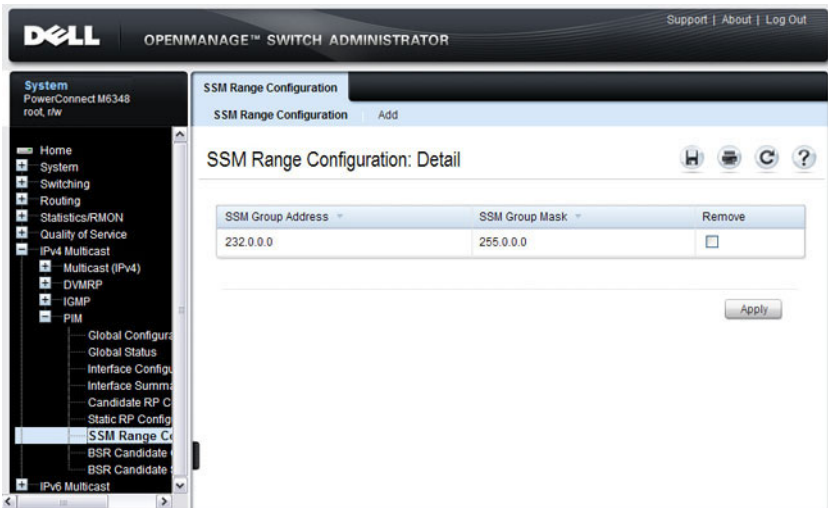 Support | About | Log Out
DELL
OPENMANAGE™ SWITCH ADMINISTRATOR
System
PowerConnect M6348
root, r/w
Home
System
Switching
Routing
Statistics/RMON
Quality of Service
IPv4 Multicast
Multicast (IPv4)
DVMRP
IGMP
PIM
Global Configura
Global Status
Interface Configu
Interface Summa
Candidate RP C
Static RP Config
SSM Range Co
BSR Candidate
BSR Candidate
IPv6 Multicast
SSM Range Configuration
SSM Range Configuration Add
SSM Range Configuration: Detail
SSM Group Address SSM Group Mask Remove
232.0.0.0 255.0.0.0
Apply